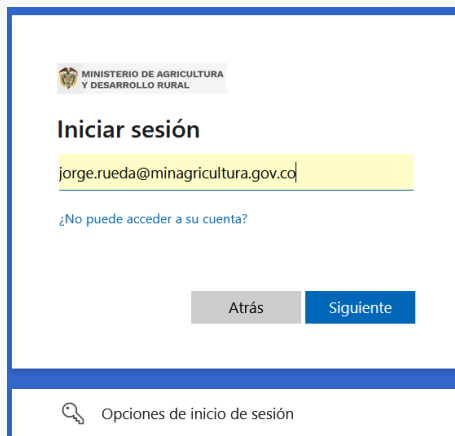 MINISTERIO DE AGRICULTURA
Y DESARROLLO RURAL
Iniciar sesión
jorge.rueda@minagricultura.gov.co
¿No puede acceder a su cuenta?
Atrás
Siguiente
Opciones de inicio de sesión